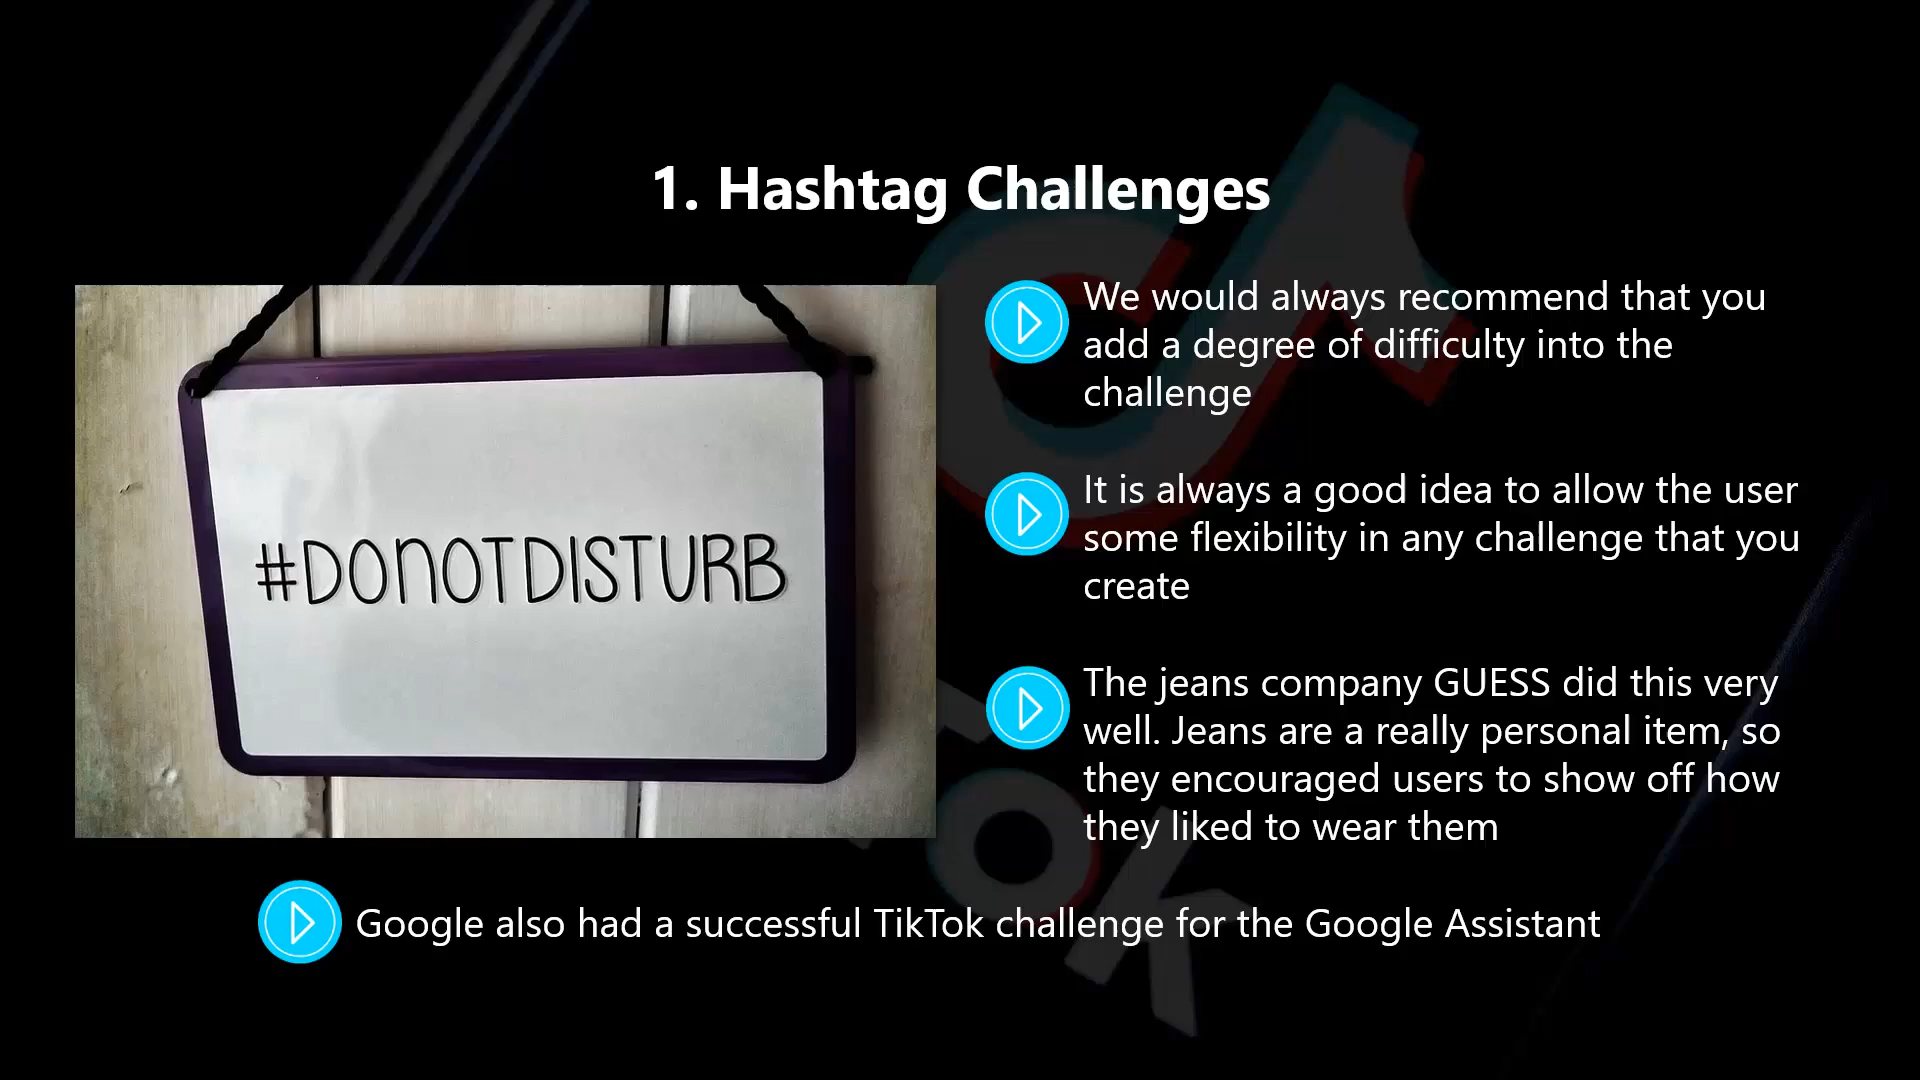 1. Hashtag Challenges
#DONOTDISTURB
We would always recommend that you
add a degree of difficulty into the
challenge
It is always a good idea to allow the user
some flexibility in any challenge that you
create
The jeans company GUESS did this very
well. Jeans are a really personal item, so
they encouraged users to show off how
they liked to wear them
Google also had a successful TikTok challenge for the Google Assistant